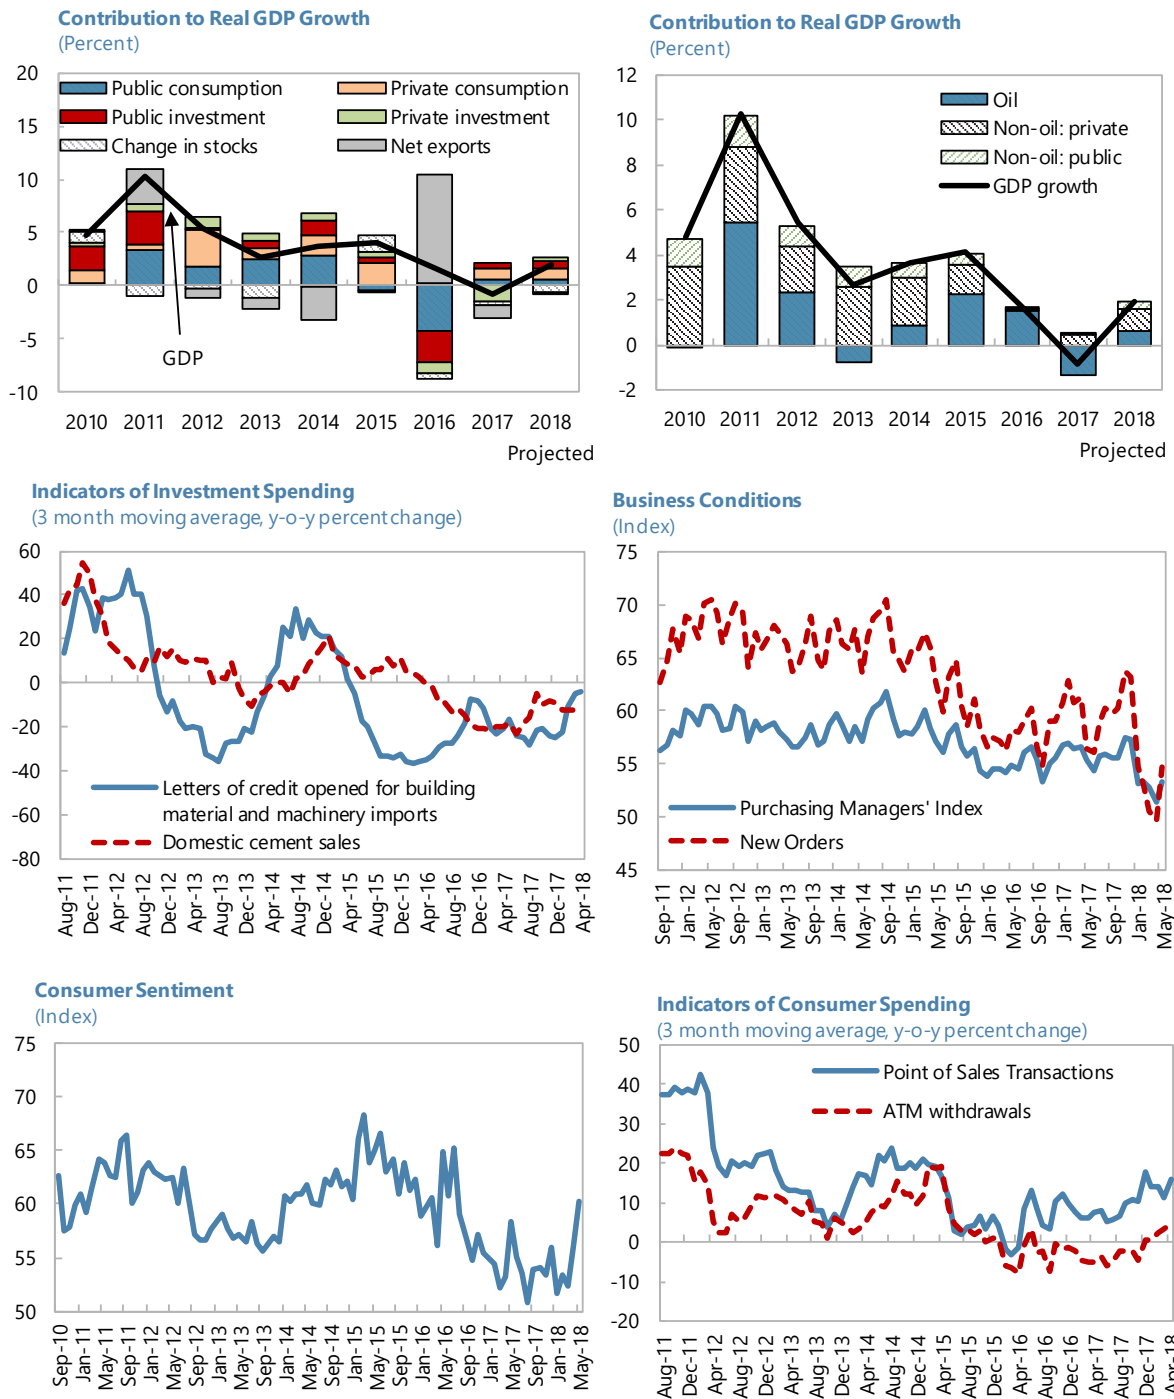 Contribution to Real GDP Growth
(Percent)
20
15
10
5
0
-5
-10
Public consumption
Private consumption
Public investment
Private investment
Change in stocks
Net exports
GDP
2010 2011 2012 2013 2014 2015 2016 2017 2018
Projected
Contribution to Real GDP Growth
(Percent)
12
10
8
6
4
2
0
-2
Oil
Non-oil: private
Non-oil: public
GDP growth
2010 2011 2012 2013 2014 2015 2016 2017 2018
Projected
Indicators of Investment Spending
(3 month moving average, y-o-y percent change)
60
40
20
0
-20
-40
-60
-80
Letters of credit opened for building
material and machinery imports
Domestic cement sales
Aug-11 Dec-11 Apr-12 Aug-12 Dec-12 Apr-13 Aug-13 Dec-13 Apr-14 Aug-14 Dec-14 Apr-15 Aug-15 Dec-15 Apr-16 Aug-16 Dec-16 Apr-17 Aug-17 Dec-17 Apr-18
Business Conditions
(Index)
75
70
65
60
55
50
45
Purchasing Managers' Index
New Orders
Sep-11 Jan-12 May-12 Sep-12 Jan-13 May-13 Sep-13 Jan-14 May-14 Sep-14 Jan-15 May-15 Sep-15 Jan-16 May-16 Sep-16 Jan-17 May-17 Sep-17 Jan-18 May-18
Consumer Sentiment
(Index)
75
70
65
60
55
50
Sep-10 Jan-11 May-11 Sep-11 Jan-12 May-12 Sep-12 Jan-13 May-13 Sep-13 Jan-14 May-14 Sep-14 Jan-15 May-15 Sep-15 Jan-16 May-16 Sep-16 Jan-17 May-17 Sep-17 Jan-18 May-18
Indicators of Consumer Spending
(3 month moving average, y-o-y percent change)
50
40
30
20
10
0
-10
-20
Point of Sales Transactions
ATM withdrawals
Aug-11 Dec-11 Apr-12 Aug-12 Dec-12 Apr-13 Aug-13 Dec-13 Apr-14 Aug-14 Dec-14 Apr-15 Aug-15 Dec-15 Apr-16 Aug-16 Dec-16 Apr-17 Aug-17 Dec-17 Apr-18